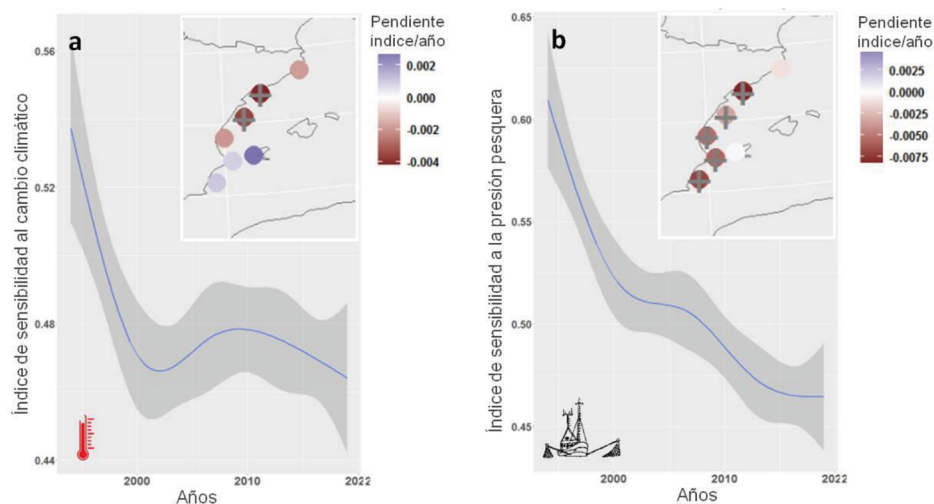 a
Pendiente
índice/año
0.002
0.000
-0.002
-0.004
Índice de sensibilidad al cambio climático
0.56
0.52
0.48
0.44
2000
2010
2022
Años
b
Pendiente
índice/año
0.0025
0.0000
-0.0025
-0.0050
-0.0075
Índice de sensibilidad a la presión pesquera
0.65
0.60
0.55
0.50
0.45
2000
2010
2022
Años